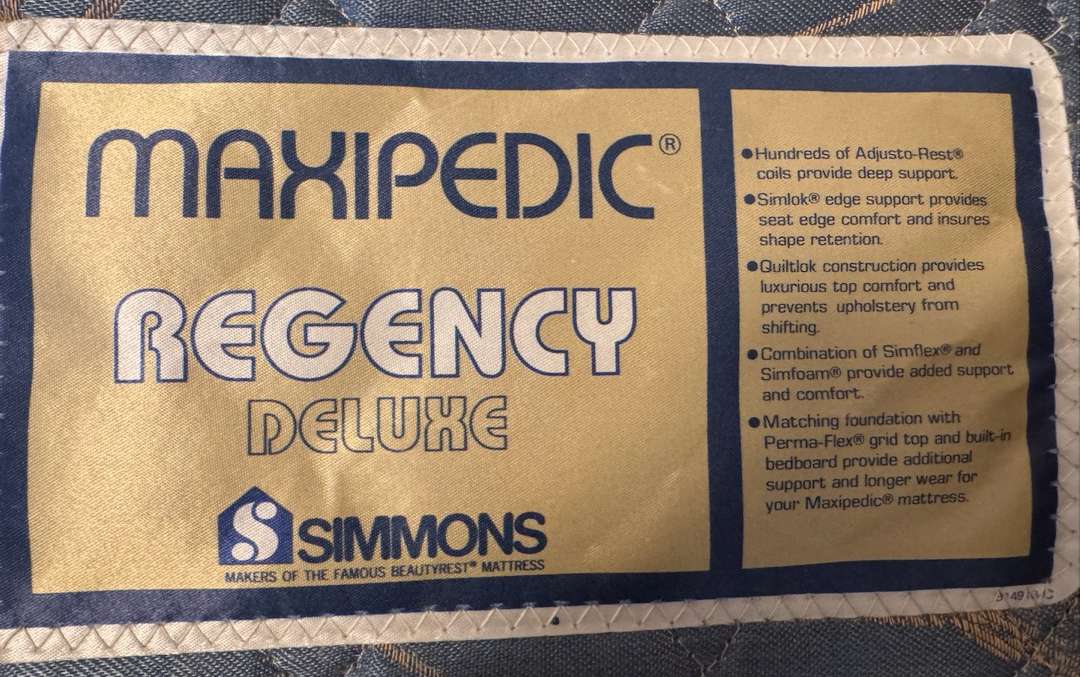 MAXIPEDIC®
REGENCY
DELUXE
S SIMMONS
MAKERS OF THE FAMOUS BEAUTYREST® MATTRESS
●Hundreds of Adjusto-Rest®
coils provide deep support.
●Simlok® edge support provides
seat edge comfort and insures
shape retention.
●Quiltlok construction provides
luxurious top comfort and
prevents upholstery from
shifting.
●Combination of Simflex® and
Simfoam® provide added support
and comfort.
●Matching foundation with
Perma-Flex® grid top and built-in
bedboard provide additional
support and longer wear for
your Maxipedic® mattress.